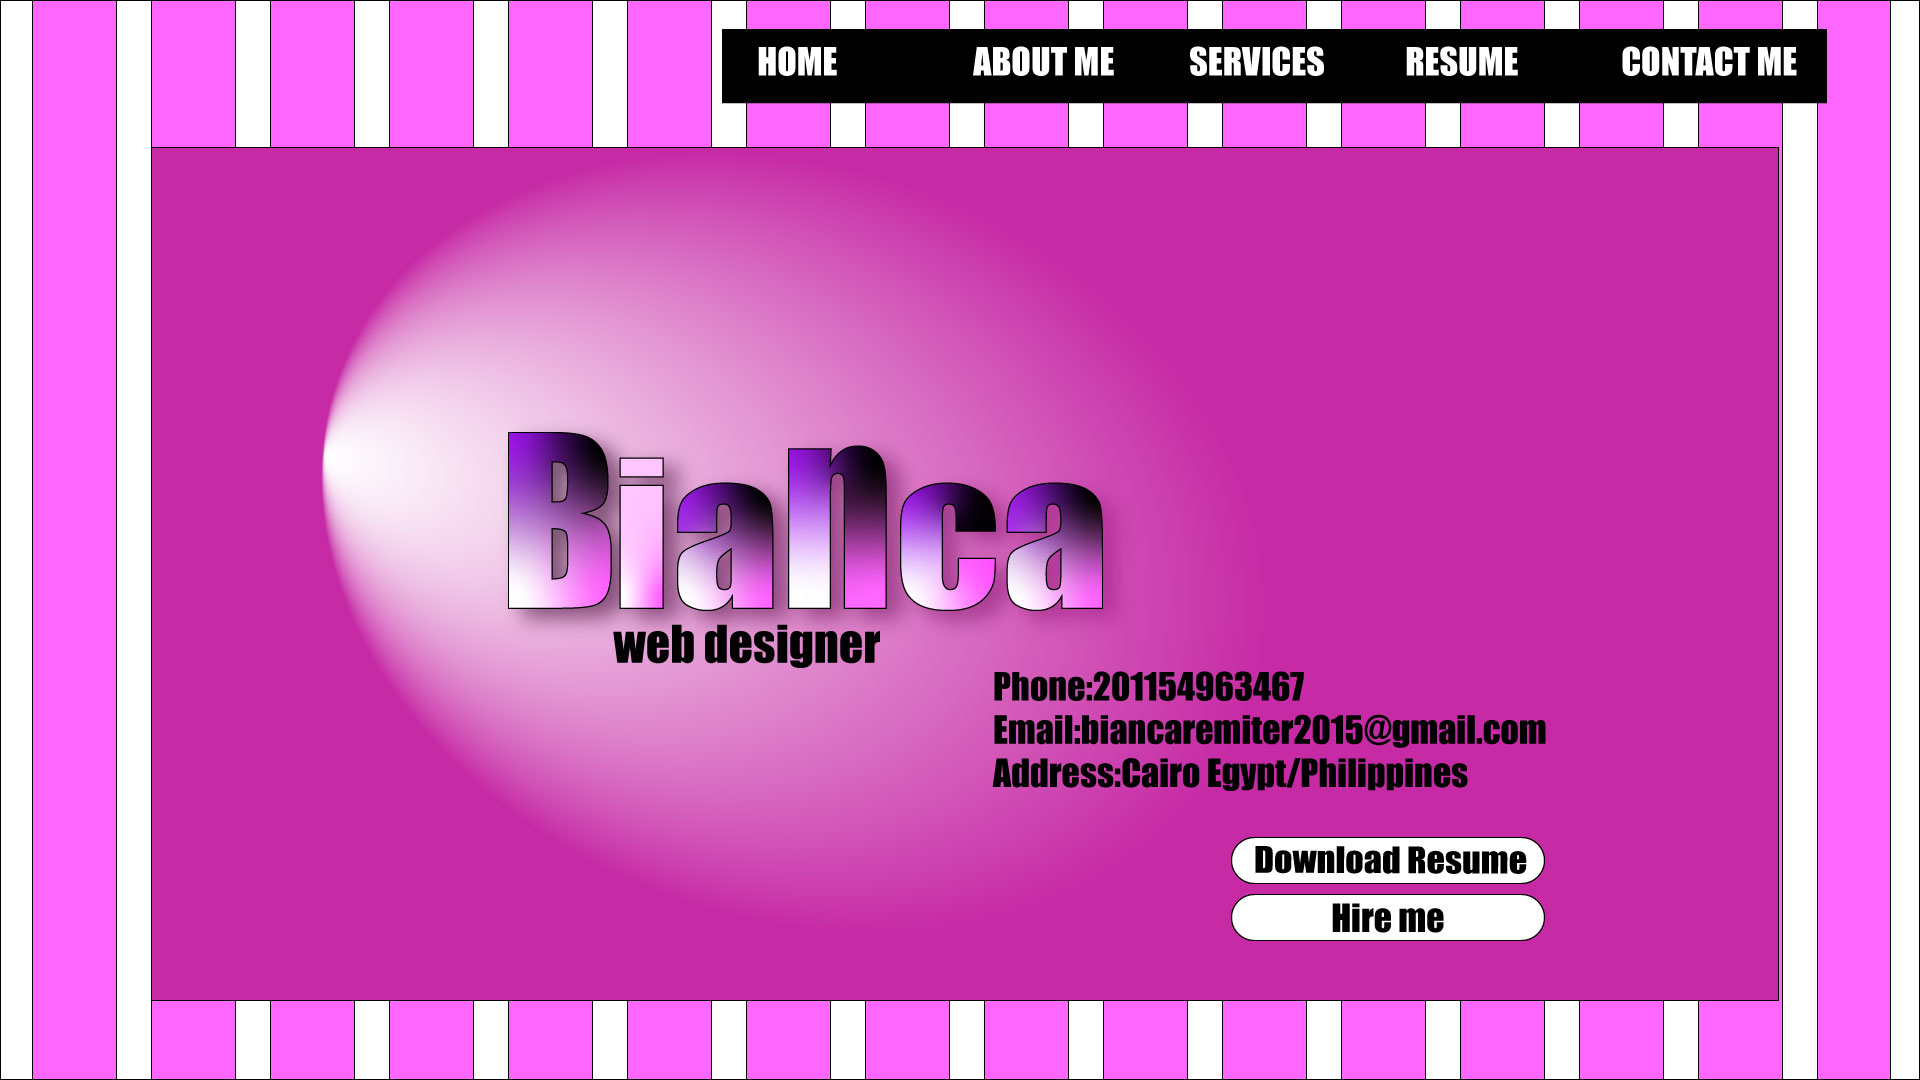 HOME ABOUT ME SERVICES RESUME CONTACT ME
Bianca
web designer
Phone:201154963467
Email:biancaremiter2015@gmail.com
Address:Cairo Egypt/Philippines
Download Resume
Hire me